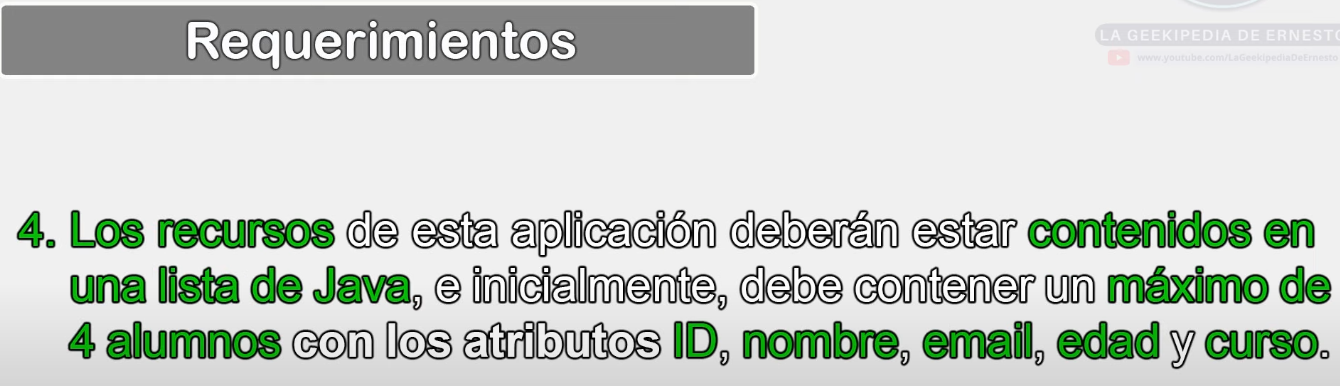 Requerimientos
LA GEEKIPEDIA DE ERNESTO
www.youtube.com/LaGeekipediaDeErnesto
4. Los recursos de esta aplicación deberán estar contenidos en
una lista de Java, e inicialmente, debe contener un máximo de
4 alumnos con los atributos ID, nombre, email, edad y curso.